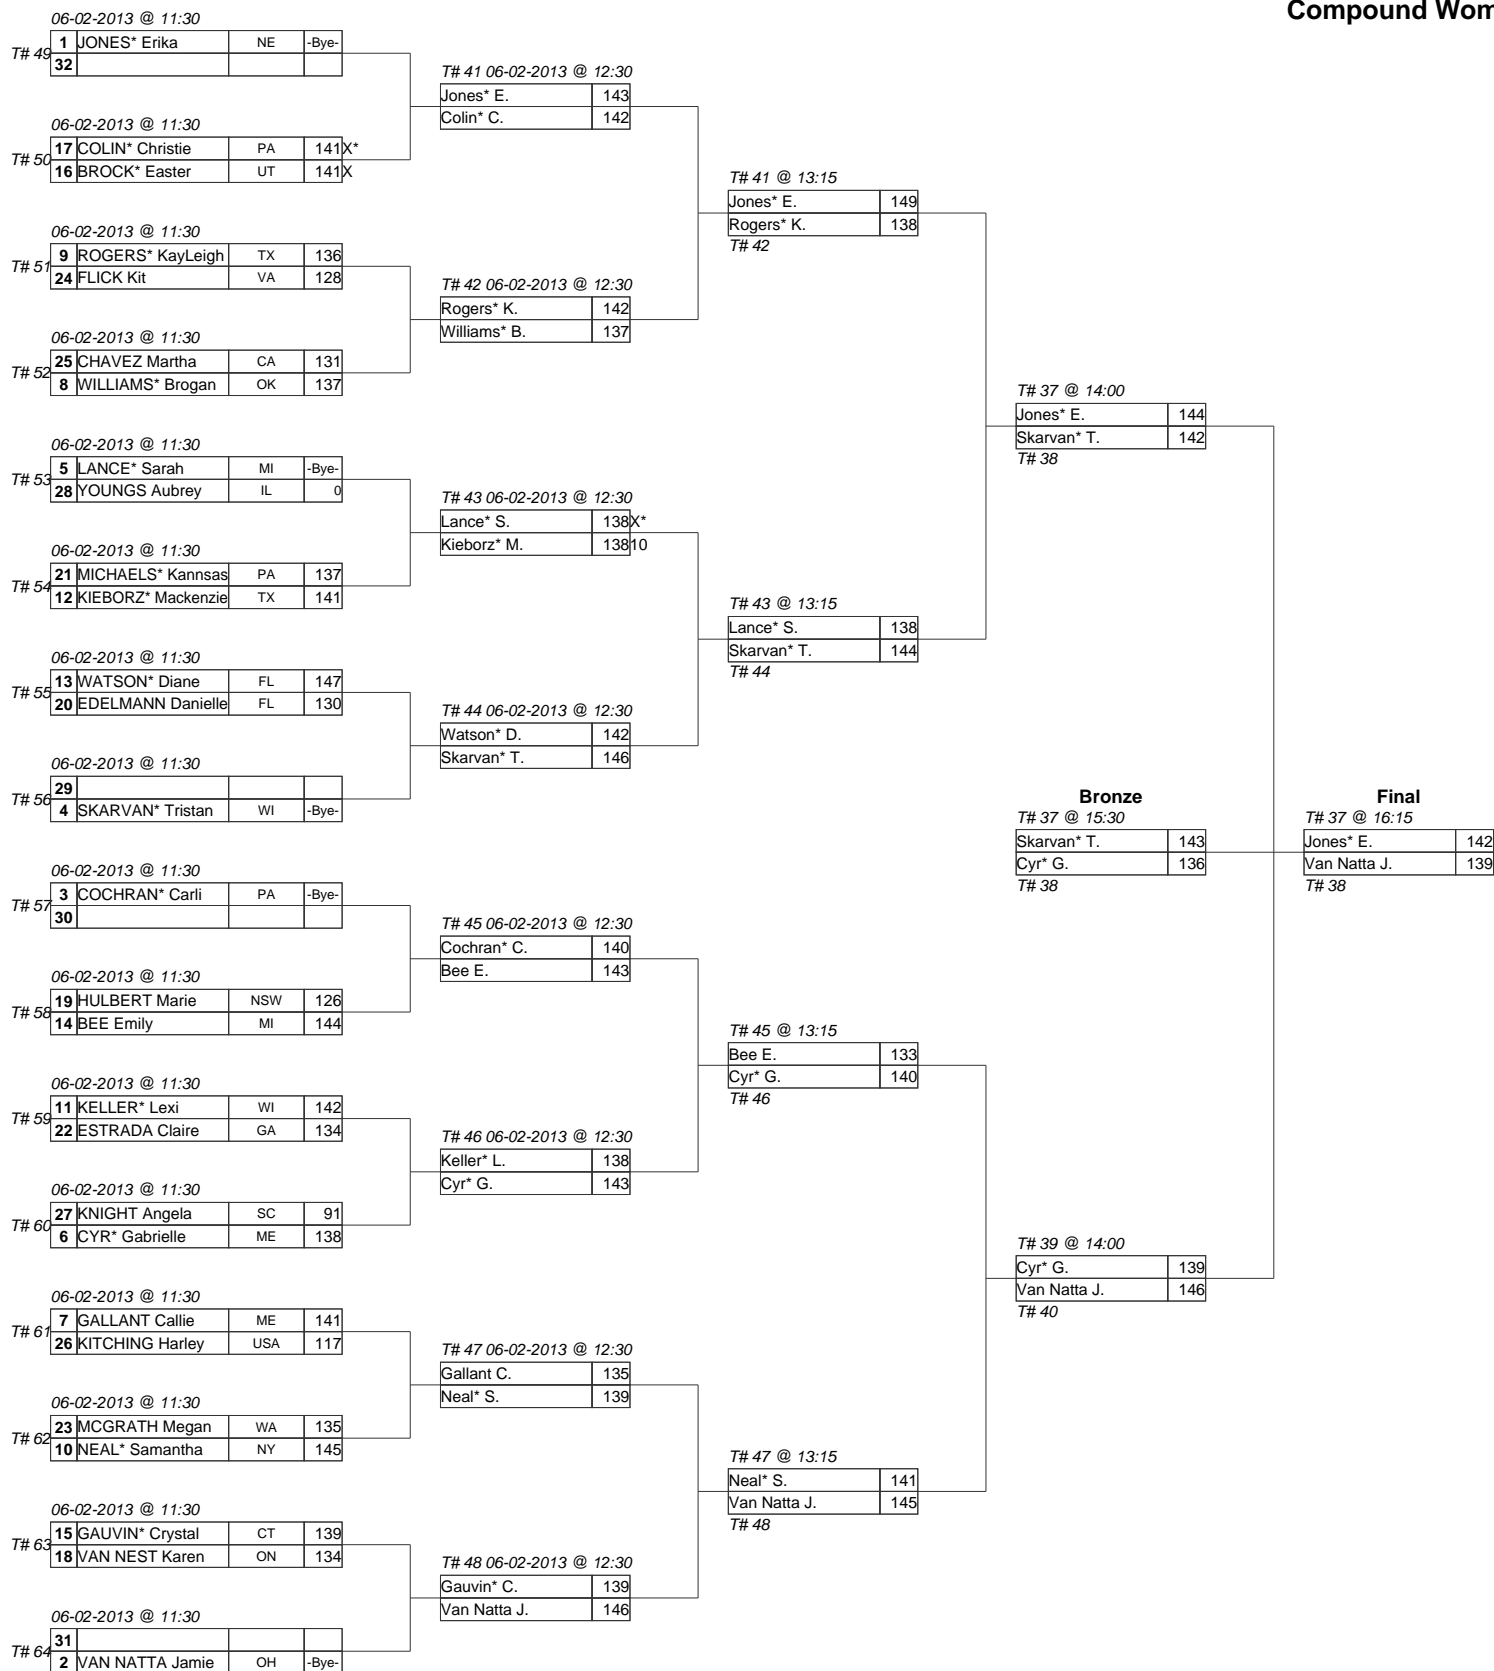 Compound Wom
06-02-2013 @ 11:30
T# 49
1 JONES* Erika NE -Bye-
32
06-02-2013 @ 11:30
T# 50
17 COLIN* Christie PA 141X*
16 BROCK* Easter UT 141X
06-02-2013 @ 11:30
T# 51
9 ROGERS* KayLeigh TX 136
24 FLICK Kit VA 128
06-02-2013 @ 11:30
T# 52
25 CHAVEZ Martha CA 131
8 WILLIAMS* Brogan OK 137
06-02-2013 @ 11:30
T# 53
5 LANCE* Sarah MI -Bye-
28 YOUNGS Aubrey IL 0
06-02-2013 @ 11:30
T# 54
21 MICHAELS* Kannsas PA 137
12 KIEBORZ* Mackenzie TX 141
06-02-2013 @ 11:30
T# 55
13 WATSON* Diane FL 147
20 EDELMANN Danielle FL 130
06-02-2013 @ 11:30
T# 56
29
4 SKARVAN* Tristan WI -Bye-
06-02-2013 @ 11:30
T# 57
3 COCHRAN* Carli PA -Bye-
30
06-02-2013 @ 11:30
T# 58
19 HULBERT Marie NSW 126
14 BEE Emily MI 144
06-02-2013 @ 11:30
T# 59
11 KELLER* Lexi WI 142
22 ESTRADA Claire GA 134
06-02-2013 @ 11:30
T# 60
27 KNIGHT Angela SC 91
6 CYR* Gabrielle ME 138
06-02-2013 @ 11:30
T# 61
7 GALLANT Callie ME 141
26 KITCHING Harley USA 117
06-02-2013 @ 11:30
T# 62
23 MCGRATH Megan WA 135
10 NEAL* Samantha NY 145
06-02-2013 @ 11:30
T# 63
15 GAUVIN* Crystal CT 139
18 VAN NEST Karen ON 134
06-02-2013 @ 11:30
T# 64
31
2 VAN NATTA Jamie OH -Bye-
T# 41 06-02-2013 @ 12:30
Jones* E. 143
Colin* C. 142
T# 42 06-02-2013 @ 12:30
Rogers* K. 142
Williams* B. 137
T# 43 06-02-2013 @ 12:30
Lance* S. 138X*
Kieborz* M. 13810
T# 44 06-02-2013 @ 12:30
Watson* D. 142
Skarvan* T. 146
T# 45 06-02-2013 @ 12:30
Cochran* C. 140
Bee E. 143
T# 46 06-02-2013 @ 12:30
Keller* L. 138
Cyr* G. 143
T# 47 06-02-2013 @ 12:30
Gallant C. 135
Neal* S. 139
T# 48 06-02-2013 @ 12:30
Gauvin* C. 139
Van Natta J. 146
T# 41 @ 13:15
Jones* E. 149
Rogers* K. 138
T# 42
T# 43 @ 13:15
Lance* S. 138
Skarvan* T. 144
T# 44
T# 45 @ 13:15
Bee E. 133
Cyr* G. 140
T# 46
T# 47 @ 13:15
Neal* S. 141
Van Natta J. 145
T# 48
T# 37 @ 14:00
Jones* E. 144
Skarvan* T. 142
T# 38
T# 39 @ 14:00
Cyr* G. 139
Van Natta J. 146
T# 40
Bronze
T# 37 @ 15:30
Skarvan* T. 143
Cyr* G. 136
T# 38
Final
T# 37 @ 16:15
Jones* E. 142
Van Natta J. 139
T# 38